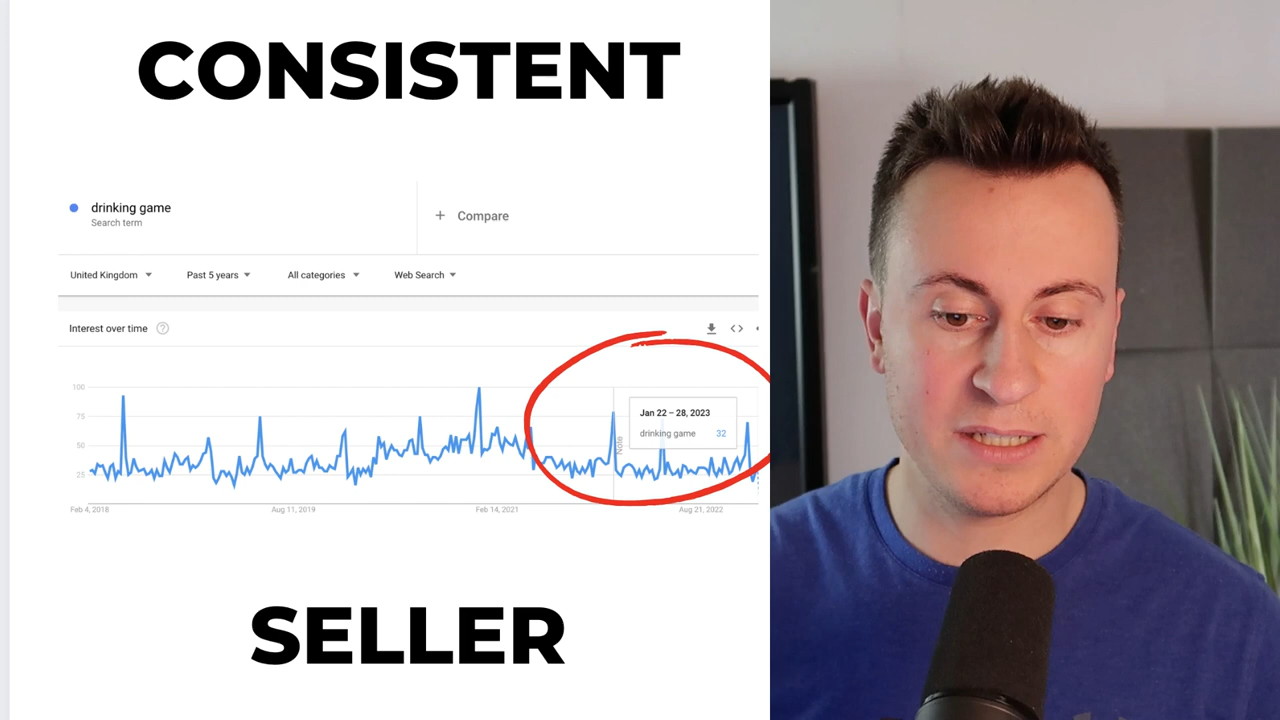 CONSISTENT
drinking game
Search term
+ Compare
United Kingdom Past 5 years All categories Web Search
Interest over time ?
100
75
50
25
Jan 22 – 28, 2023
drinking game 32
Note
Feb 4, 2018 Aug 11, 2019 Feb 14, 2021 Aug 21, 2022
SELLER